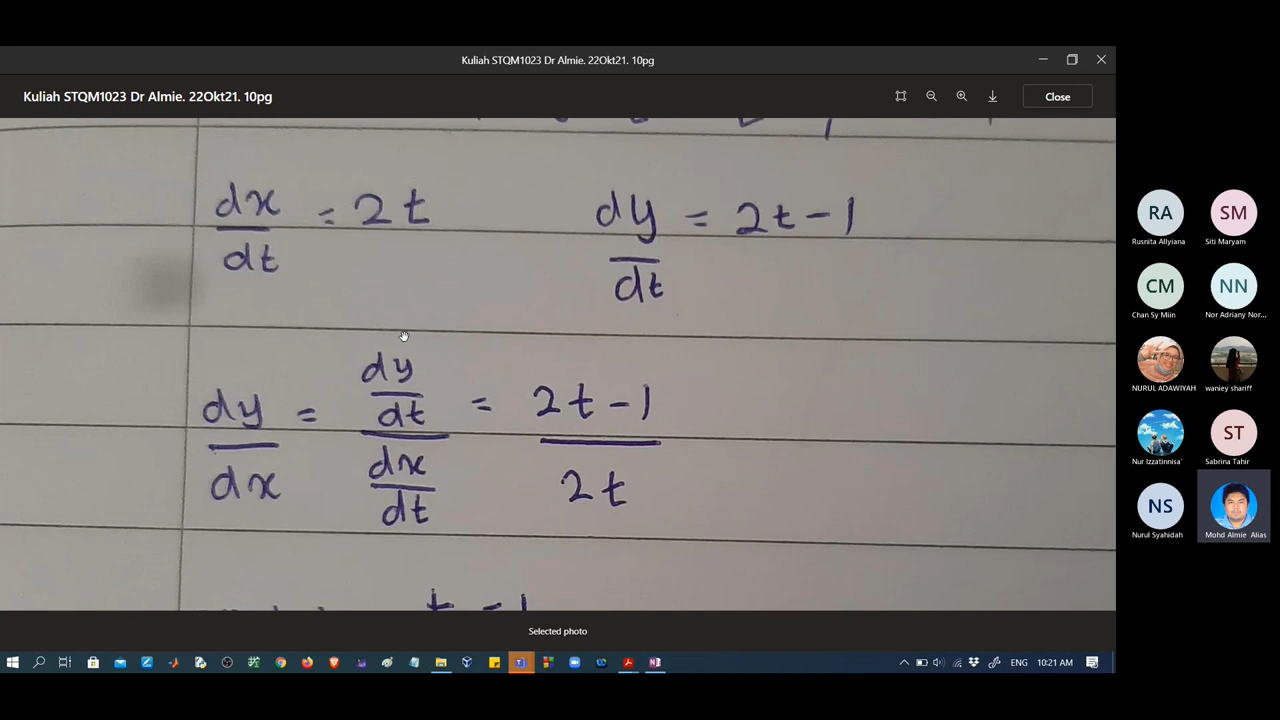 Kuliah STQM1023 Dr Almie. 22Okt21. 10pg
Kuliah STQM1023 Dr Almie. 22Okt21. 10pg
Close
dx/dt = 2t
dy/dt = 2t - 1
dy/dx = (dy/dt)/(dx/dt) = (2t - 1)/(2t)
t = 1
Selected photo
RA
Rusnita Allyiana
SM
Siti Maryam
CM
Chan Sy Miin
NN
Nor Adriany Nor...
NURUL ADAWIYAH
waniey shariff
Nur Izzatinnisa'
ST
Sabrina Tahir
NS
Nurul Syahidah
Mohd Almie Alias
ENG
10:21 AM